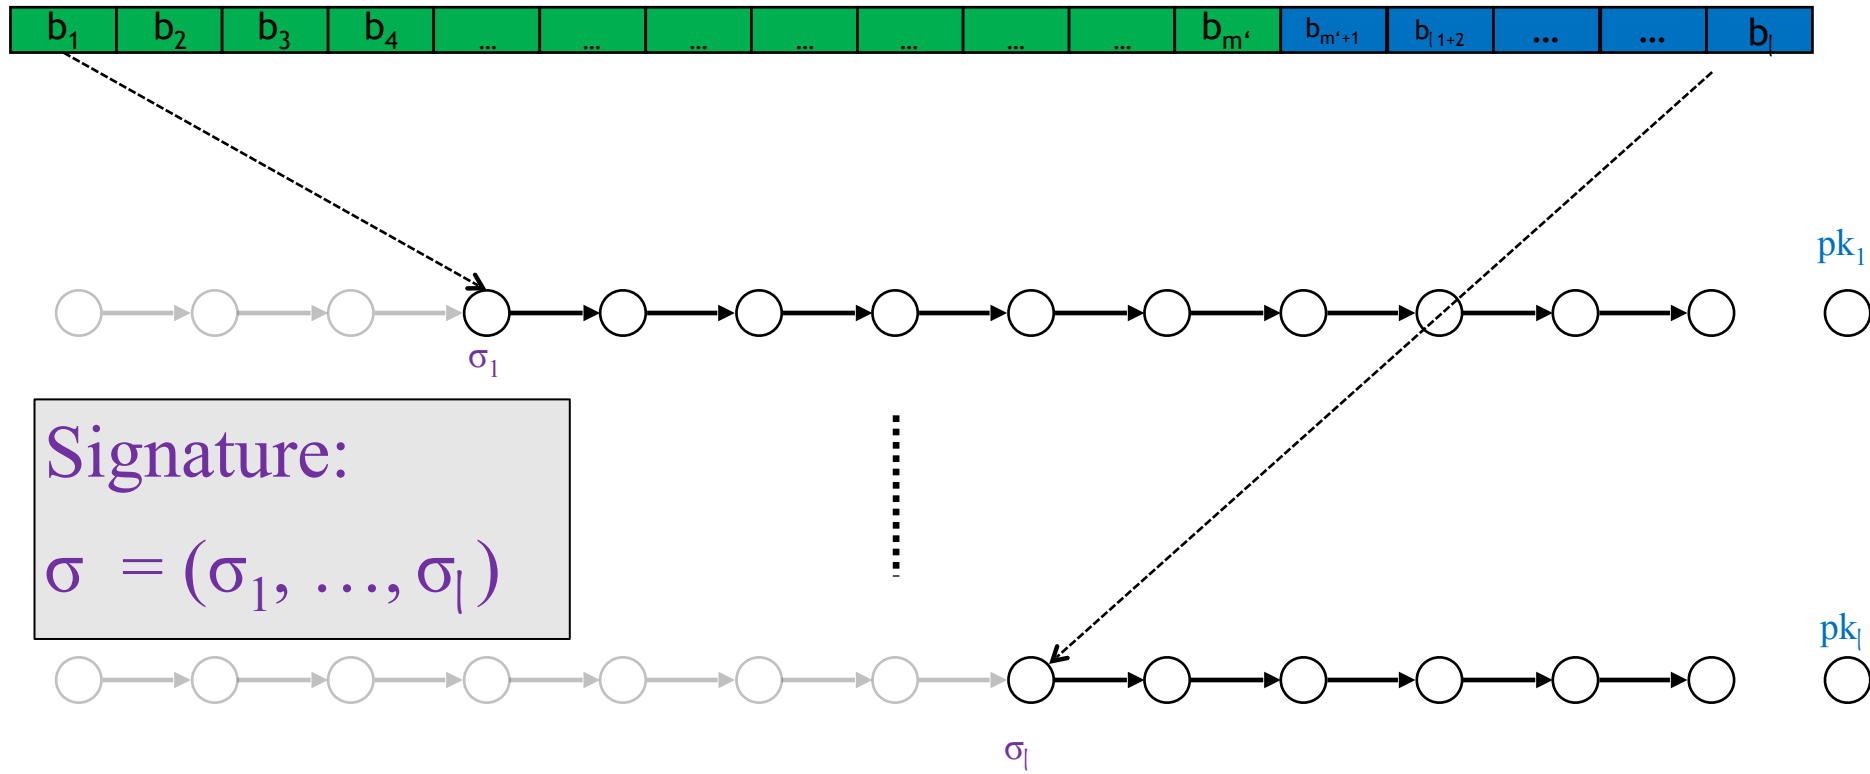 b₁ b₂ b₃ b₄ ... ... ... ... ... ... ... bₘ‘ bₘ‘₊₁ bₗ ₁₊₂ ... ... bₗ
pk₁
σ₁
Signature:
σ = (σ₁, …, σₗ)
pkₗ
σₗ